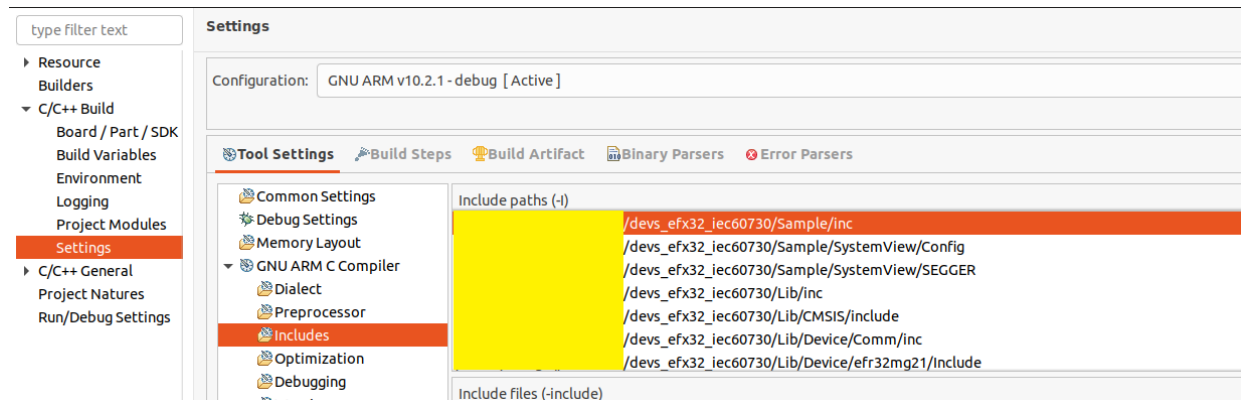 type filter text
Resource
Builders
C/C++ Build
Board / Part / SDK
Build Variables
Environment
Logging
Project Modules
Settings
C/C++ General
Project Natures
Run/Debug Settings
Settings
Configuration: GNU ARM v10.2.1 - debug [ Active ]
Tool Settings Build Steps Build Artifact Binary Parsers Error Parsers
Common Settings
Debug Settings
Memory Layout
GNU ARM C Compiler
Dialect
Preprocessor
Includes
Optimization
Debugging
Include paths (-I)
/devs_efx32_iec60730/Sample/inc
/devs_efx32_iec60730/Sample/SystemView/Config
/devs_efx32_iec60730/Sample/SystemView/SEGGER
/devs_efx32_iec60730/Lib/inc
/devs_efx32_iec60730/Lib/CMSIS/include
/devs_efx32_iec60730/Lib/Device/Comm/inc
/devs_efx32_iec60730/Lib/Device/efr32mg21/Include
Include files (-include)